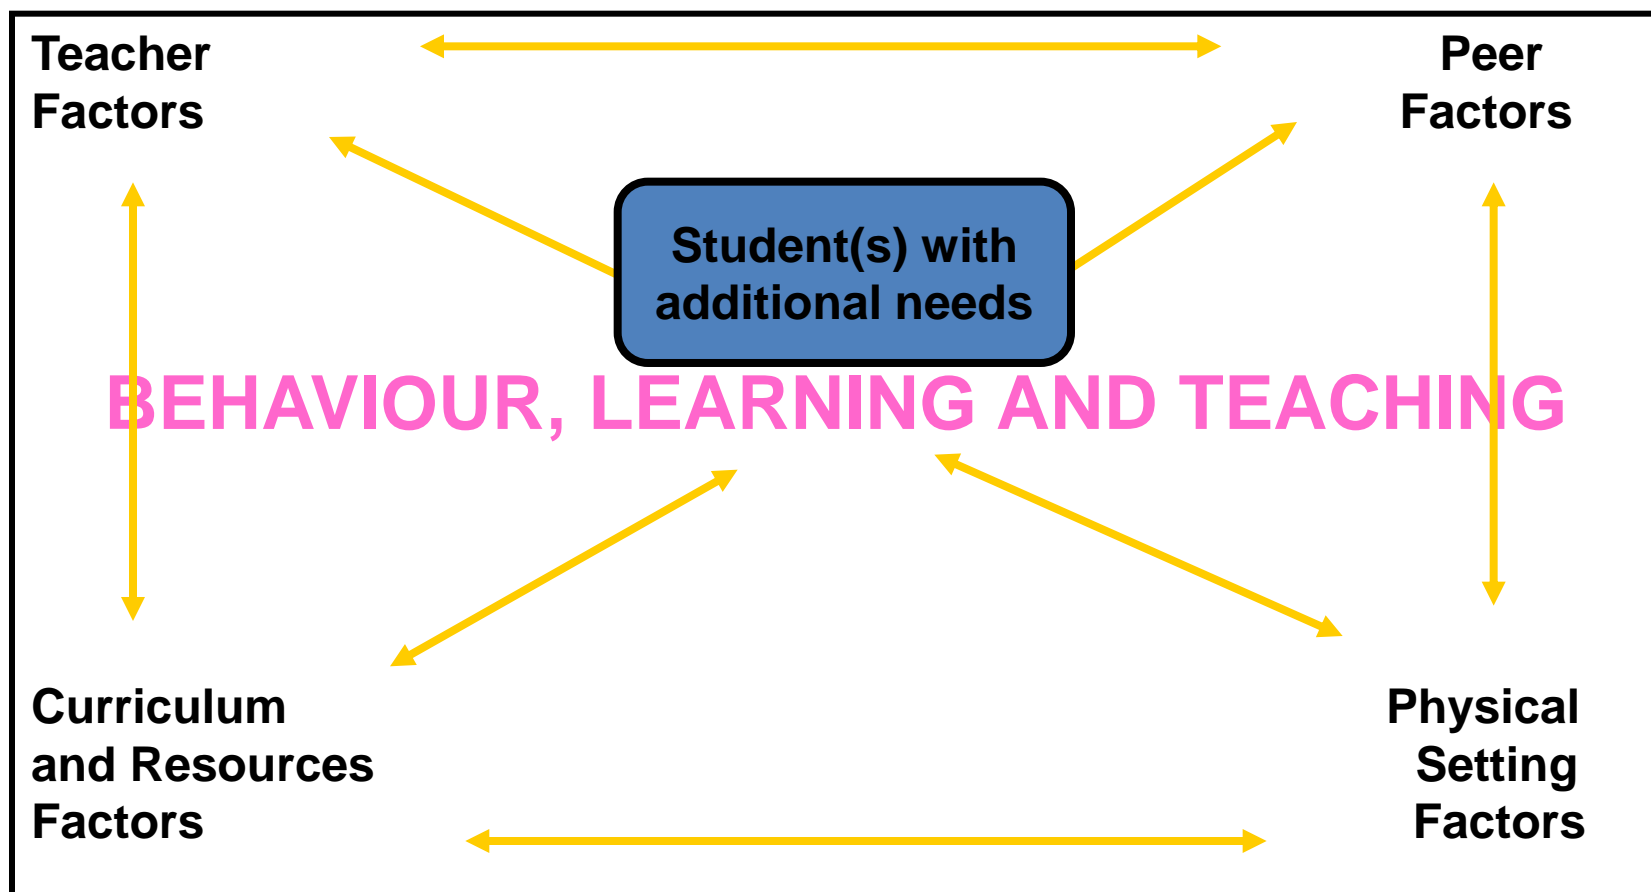 Teacher
Factors
Peer
Factors
Student(s) with
additional needs
BEHAVIOUR, LEARNING AND TEACHING
Curriculum
and Resources
Factors
Physical
Setting
Factors